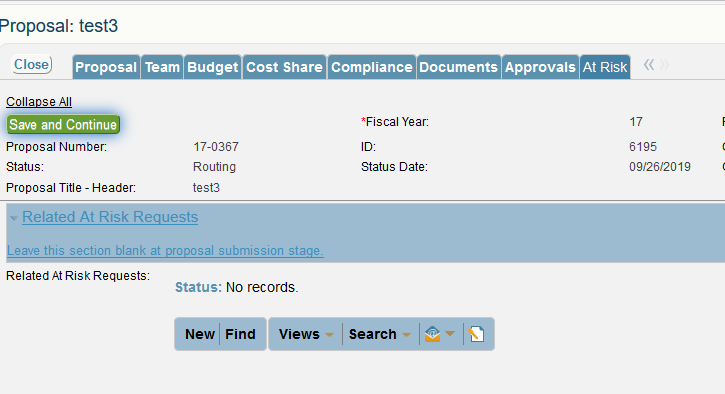 Proposal: test3
Close Proposal Team Budget Cost Share Compliance Documents Approvals At Risk
Collapse All
Save and Continue *Fiscal Year: 17
Proposal Number: 17-0367 ID: 6195
Status: Routing Status Date: 09/26/2019
Proposal Title - Header: test3
Related At Risk Requests
Leave this section blank at proposal submission stage.
Related At Risk Requests:
Status: No records.
New Find Views Search